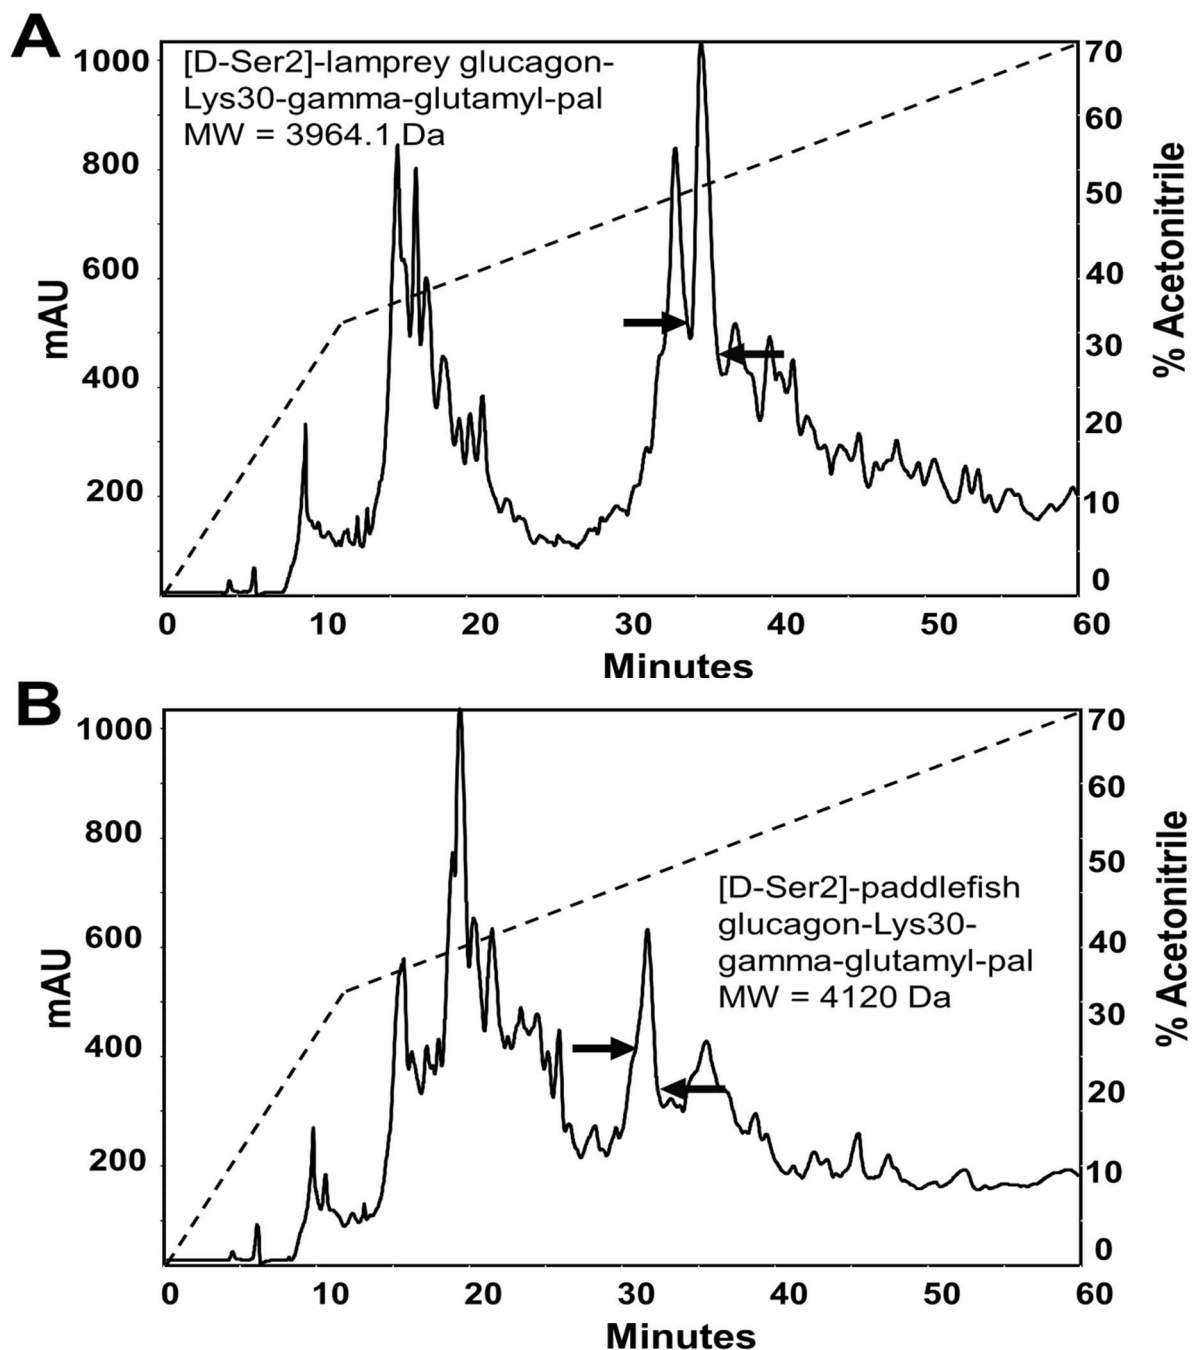 A
[D-Ser2]-lamprey glucagon-
Lys30-gamma-glutamyl-pal
MW = 3964.1 Da
1000
800
600
400
200
mAU
70
60
50
40
30
20
10
0
% Acetonitrile
0 10 20 30 40 50 60
Minutes
B
[D-Ser2]-paddlefish
glucagon-Lys30-
gamma-glutamyl-pal
MW = 4120 Da
1000
800
600
400
200
mAU
70
60
50
40
30
20
10
0
% Acetonitrile
0 10 20 30 40 50 60
Minutes